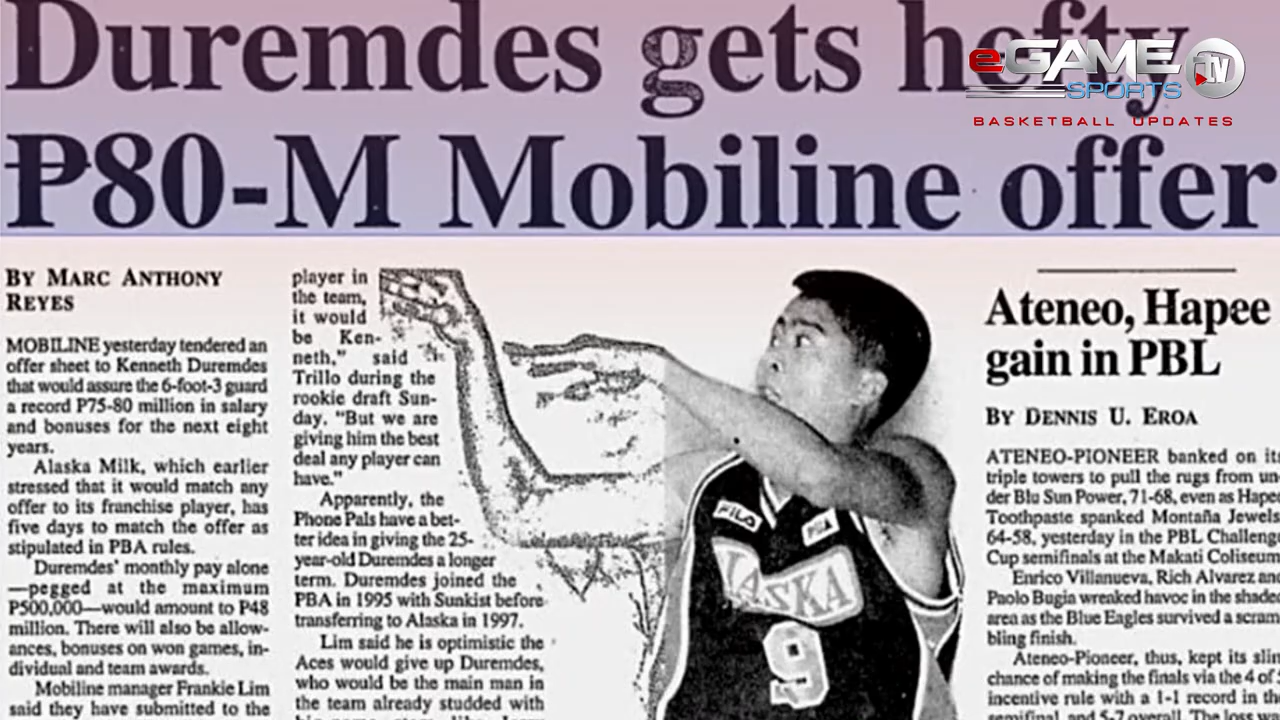 Duremdes gets hefty
₱80-M Mobiline offer
eGAME TV
SPORTS
BASKETBALL UPDATES
BY MARC ANTHONY
REYES
MOBILINE yesterday tendered an
offer sheet to Kenneth Duremdes
that would assure the 6-foot-3 guard
a record P75-80 million in salary
and bonuses for the next eight
years.
Alaska Milk, which earlier
stressed that it would match any
offer to its franchise player, has
five days to match the offer as
stipulated in PBA rules.
Duremdes' monthly pay alone
—pegged at the maximum
P500,000—would amount to P48
million. There will also be allow-
ances, bonuses on won games, in-
dividual and team awards.
Mobiline manager Frankie Lim
said they have submitted to the
player in
the team,
it would
be Ken-
neth," said
Trillo during the
rookie draft Sun-
day. "But we are
giving him the best
deal any player can
have."
Apparently, the
Phone Pals have a bet-
ter idea in giving the 25-
year-old Duremdes a longer
term. Duremdes joined the
PBA in 1995 with Sunkist before
transferring to Alaska in 1997.
Lim said he is optimistic the
Aces would give up Duremdes,
who would be the main man in
the team already studded with
FILA
PBA
ALASKA
9
Ateneo, Hapee
gain in PBL
BY DENNIS U. EROA
ATENEO-PIONEER banked on its
triple towers to pull the rugs from un-
der Blu Sun Power, 71-68, even as Hapee
Toothpaste spanked Montaña Jewels,
64-58, yesterday in the PBL Challenge
Cup semifinals at the Makati Coliseum.
Enrico Villanueva, Rich Alvarez and
Paolo Bugia wreaked havoc in the shaded
area as the Blue Eagles survived a scram-
bling finish.
Ateneo-Pioneer, thus, kept its slim
chance of making the finals via the 4 of 5
incentive rule with a 1-1 record in the
semifinal and 5-7 overall. The loss